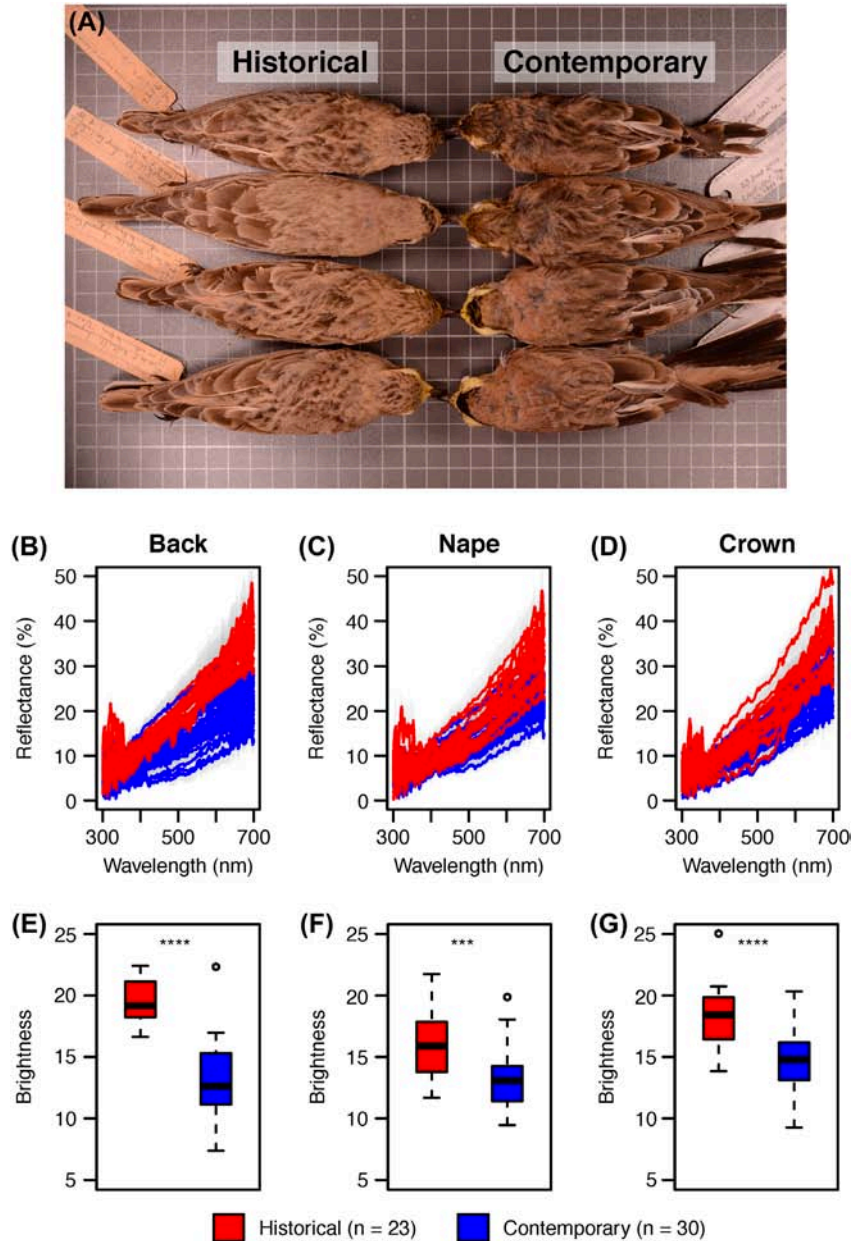 (A)
Historical Contemporary
(B) Back (C) Nape (D) Crown
50 50 50
40 40 40
30 30 30
20 20 20
10 10 10
0 0 0
Reflectance (%) Reflectance (%) Reflectance (%)
300 500 700 300 500 700 300 500 700
Wavelength (nm) Wavelength (nm) Wavelength (nm)
(E) (F) (G)
**** *** ****
25 25 25
20 20 20
15 15 15
10 10 10
5 5 5
Brightness Brightness Brightness
Historical (n = 23) Contemporary (n = 30)